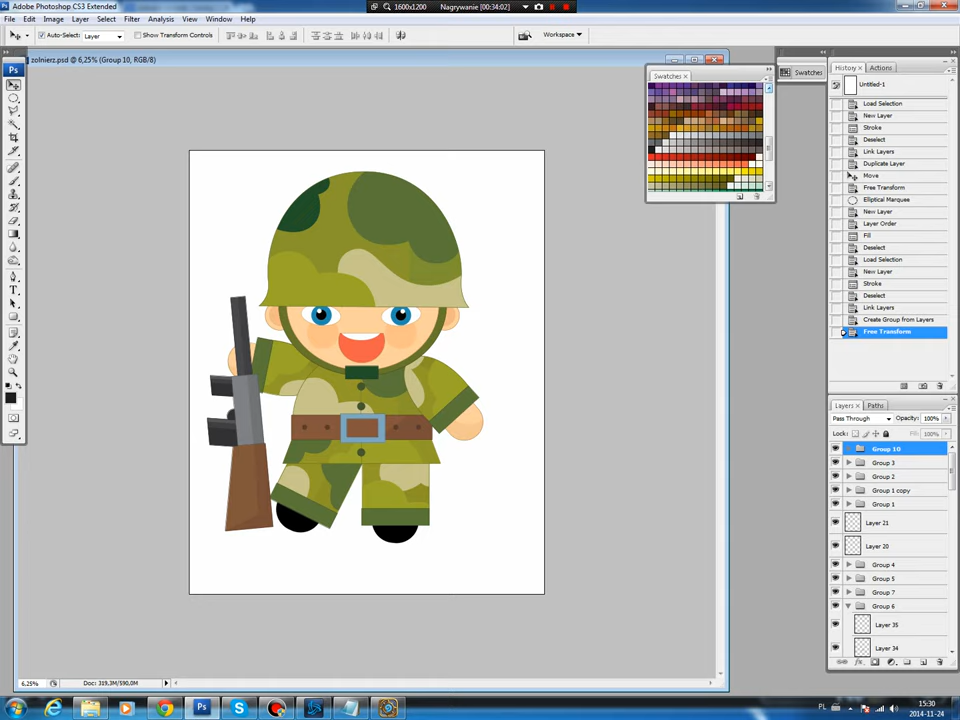 Adobe Photoshop CS3 Extended
1600x1200
Nagrywanie [00:34:02]
File Edit Image Layer Select Filter Analysis View Window Help
Auto-Select: Layer
Show Transform Controls
Workspace
zolnierz.psd @ 6,25% (Group 10, RGB/8)
Swatches
Swatches
History
Actions
Untitled-1
Load Selection
New Layer
Stroke
Deselect
Link Layers
Duplicate Layer
Move
Free Transform
Elliptical Marquee
New Layer
Layer Order
Fill
Deselect
Load Selection
New Layer
Stroke
Deselect
Link Layers
Create Group from Layers
Free Transform
Layers
Paths
Pass Through
Opacity: 100%
Lock:
Fill: 100%
Group 10
Group 3
Group 2
Group 1 copy
Group 1
Layer 21
Layer 20
Group 4
Group 5
Group 7
Group 6
Layer 35
Layer 34
6.25%
Doc: 319,3M/590,0M
PL
15:30
2014-11-24